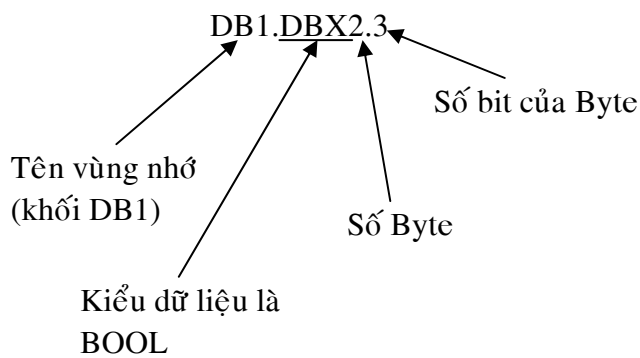 DB1.DBX2.3
Số bit của Byte
Tên vùng nhớ
(khối DB1)
Số Byte
Kiểu dữ liệu là
BOOL